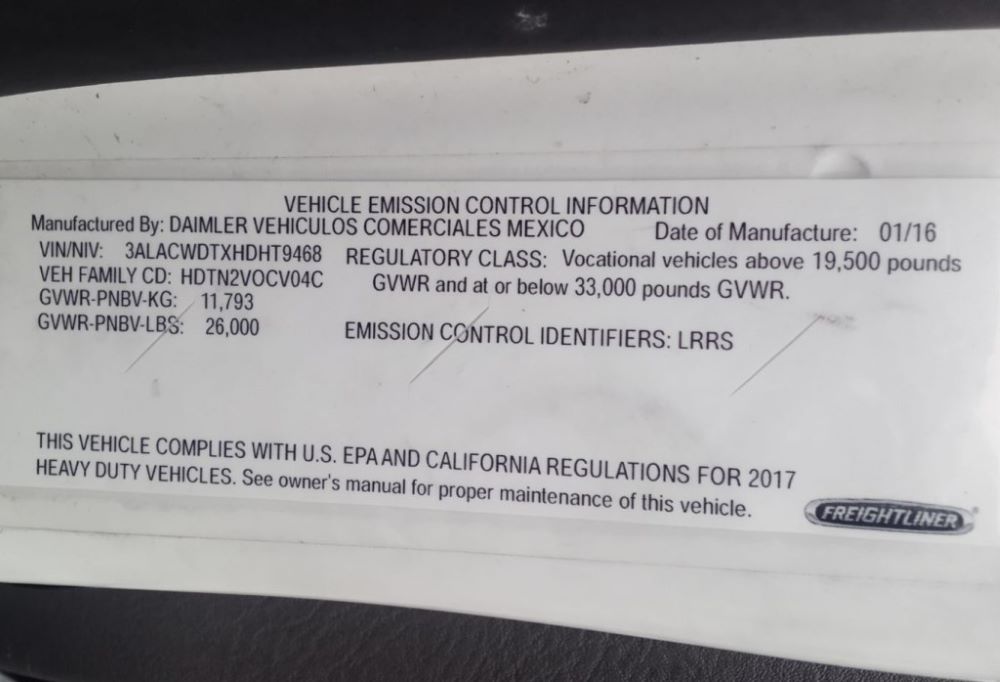 VEHICLE EMISSION CONTROL INFORMATION
Manufactured By: DAIMLER VEHICULOS COMERCIALES MEXICO Date of Manufacture: 01/16
VIN/NIV: 3ALACWDTXHDHT9468 REGULATORY CLASS: Vocational vehicles above 19,500 pounds
VEH FAMILY CD: HDTN2VOCV04C GVWR and at or below 33,000 pounds GVWR.
GVWR-PNBV-KG: 11,793
GVWR-PNBV-LBS: 26,000 EMISSION CONTROL IDENTIFIERS: LRRS
THIS VEHICLE COMPLIES WITH U.S. EPA AND CALIFORNIA REGULATIONS FOR 2017
HEAVY DUTY VEHICLES. See owner's manual for proper maintenance of this vehicle.
FREIGHTLINER